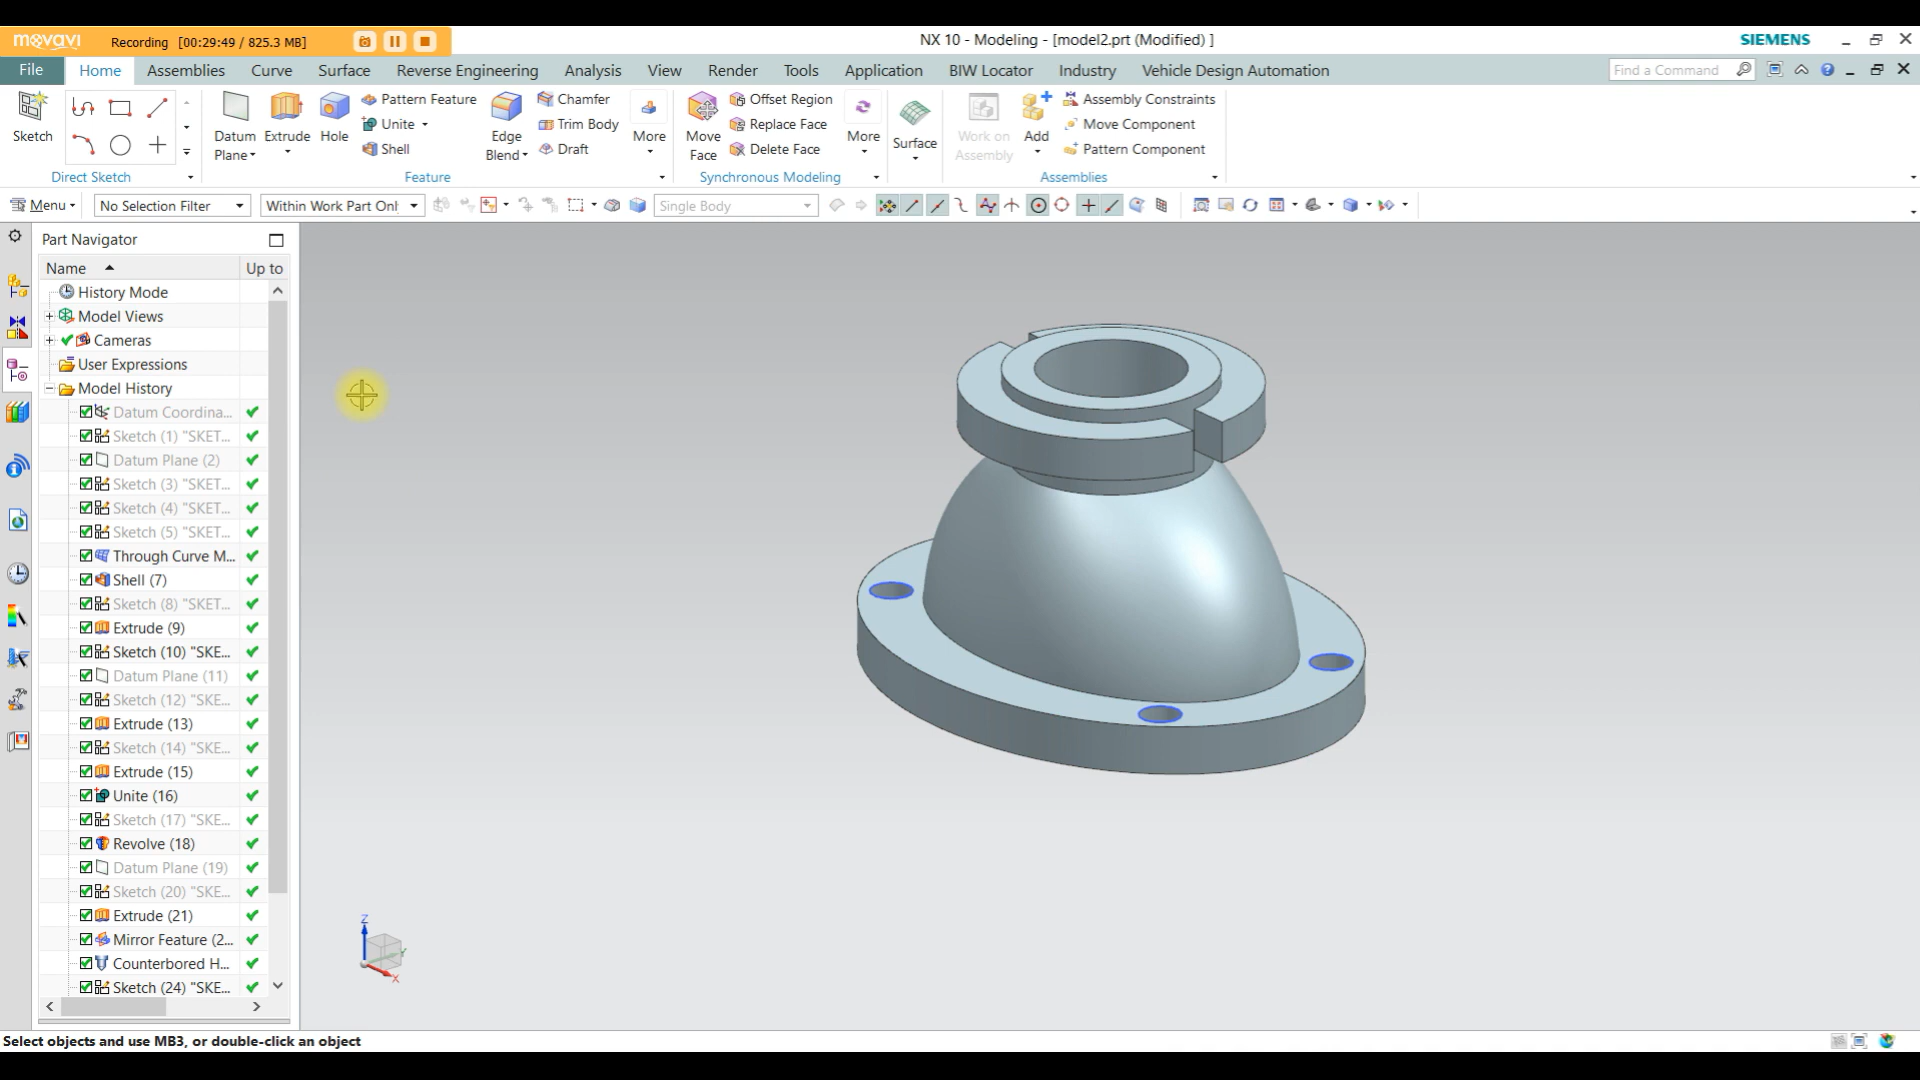 movavi Recording [00:29:49 / 825.3 MB] NX 10 - Modeling - [model2.prt (Modified) ] SIEMENS
File Home Assemblies Curve Surface Reverse Engineering Analysis View Render Tools Application BIW Locator Industry Vehicle Design Automation Find a Command
Sketch Datum Plane Extrude Hole Pattern Feature Unite Shell Edge Blend Chamfer Trim Body Draft More Move Face Offset Region Replace Face Delete Face More Surface Work on Assembly Add Assembly Constraints Move Component Pattern Component
Direct Sketch Feature Synchronous Modeling Assemblies
Menu No Selection Filter Within Work Part Onl Single Body
Part Navigator
Name Up to
History Mode
Model Views
Cameras
User Expressions
Model History
Datum Coordina...
Sketch (1) "SKET...
Datum Plane (2)
Sketch (3) "SKET...
Sketch (4) "SKET...
Sketch (5) "SKET...
Through Curve M...
Shell (7)
Sketch (8) "SKET...
Extrude (9)
Sketch (10) "SKE...
Datum Plane (11)
Sketch (12) "SKE...
Extrude (13)
Sketch (14) "SKE...
Extrude (15)
Unite (16)
Sketch (17) "SKE...
Revolve (18)
Datum Plane (19)
Sketch (20) "SKE...
Extrude (21)
Mirror Feature (2...
Counterbored H...
Sketch (24) "SKE...
Z
Y
X
Select objects and use MB3, or double-click an object